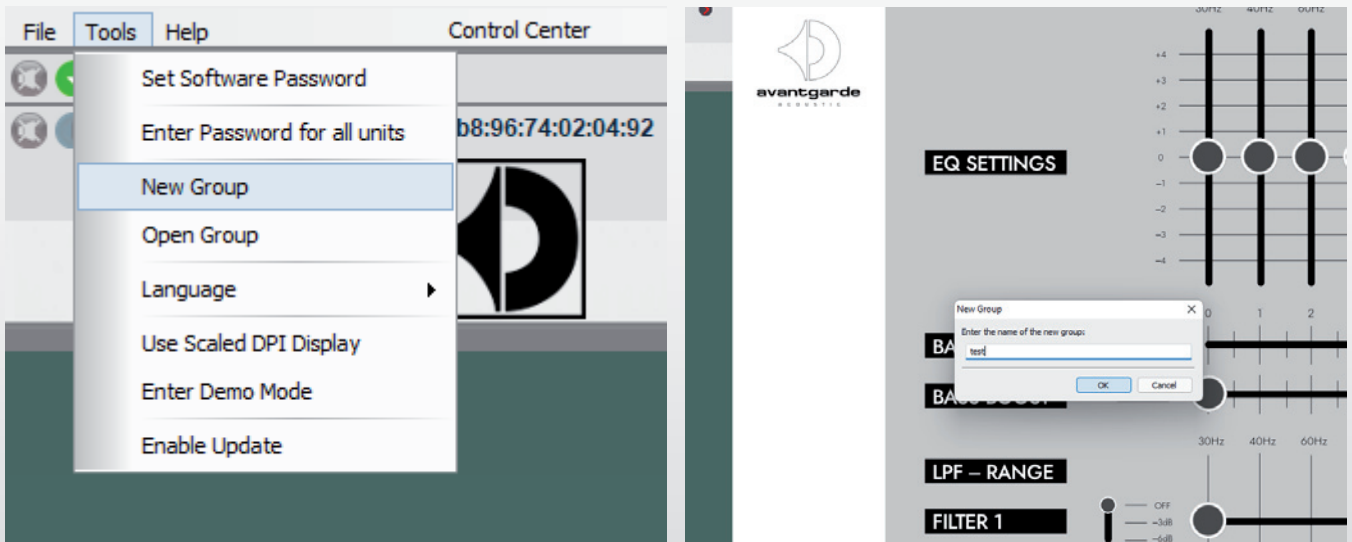 File Tools Help Control Center
Set Software Password
Enter Password for all units
b8:96:74:02:04:92
New Group
Open Group
Language
Use Scaled DPI Display
Enter Demo Mode
Enable Update
avantgarde
ACOUSTIC
30Hz 40Hz 60Hz
+4
+3
+2
+1
EQ SETTINGS
0
−1
−2
−3
−4
New Group
0 1 2
Enter the name of the new group:
BA
test
OK Cancel
BASS BOOST
30Hz 40Hz 60Hz
LPF – RANGE
OFF
FILTER 1
−3dB
−6dB